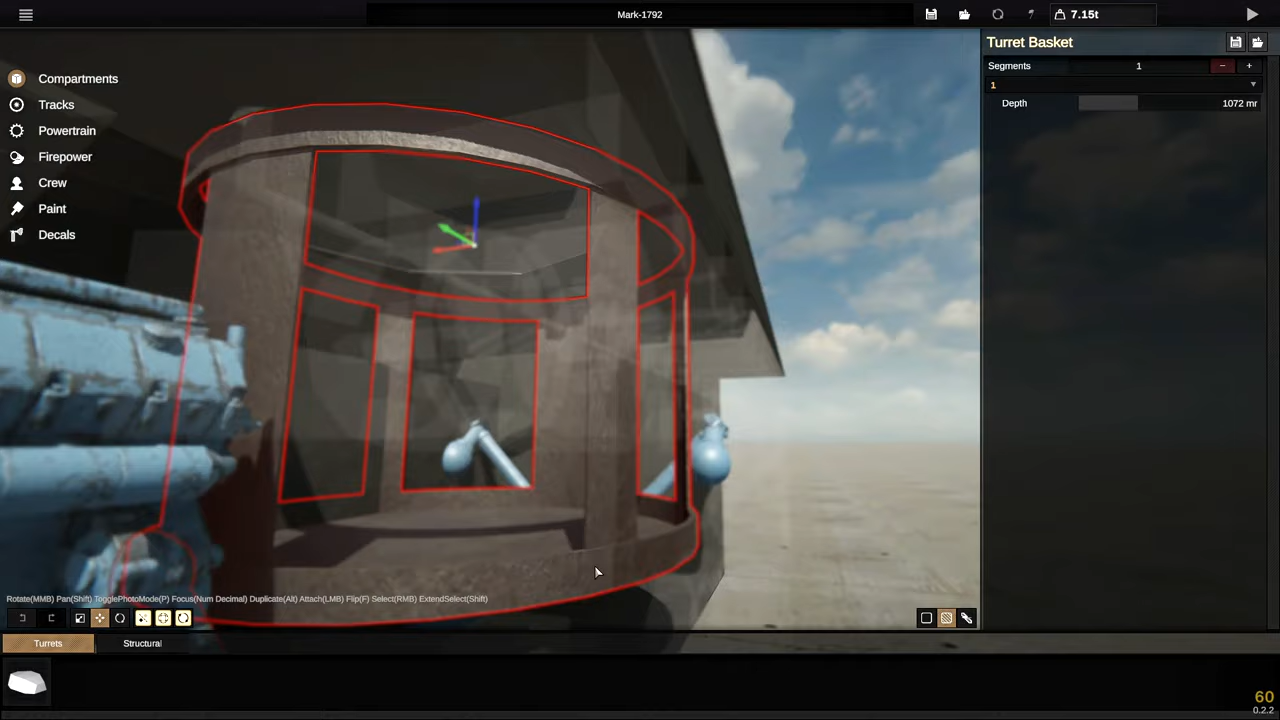 Mark-1792
7.15t
Turret Basket
Segments 1 − +
1
Depth 1072 mr
Compartments
Tracks
Powertrain
Firepower
Crew
Paint
Decals
Rotate(MMB) Pan(Shift) TogglePhotoMode(P) Focus(Num Decimal) Duplicate(Alt) Attach(LMB) Flip(F) Select(RMB) ExtendSelect(Shift)
Turrets Structural
60
0.2.2